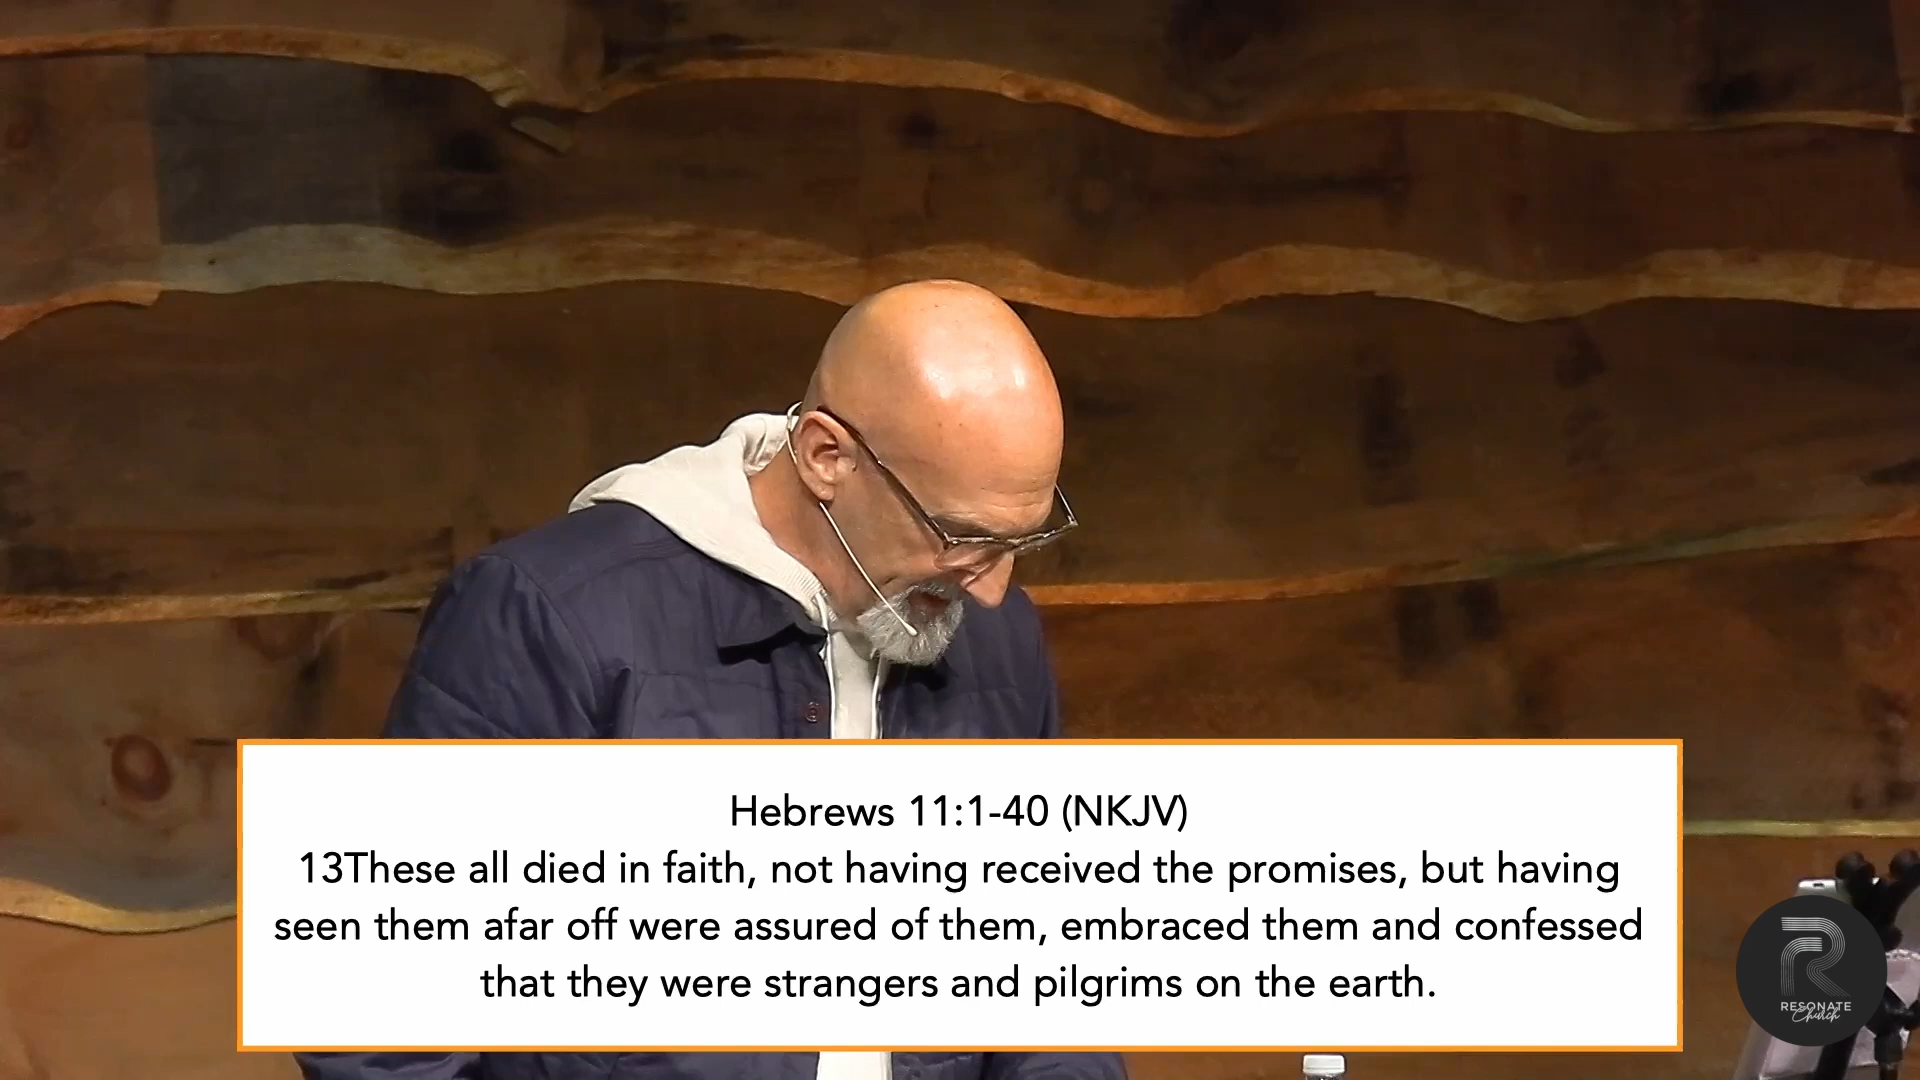 Hebrews 11:1-40 (NKJV)
13These all died in faith, not having received the promises, but having
seen them afar off were assured of them, embraced them and confessed
that they were strangers and pilgrims on the earth.
R
RESONATE
Church